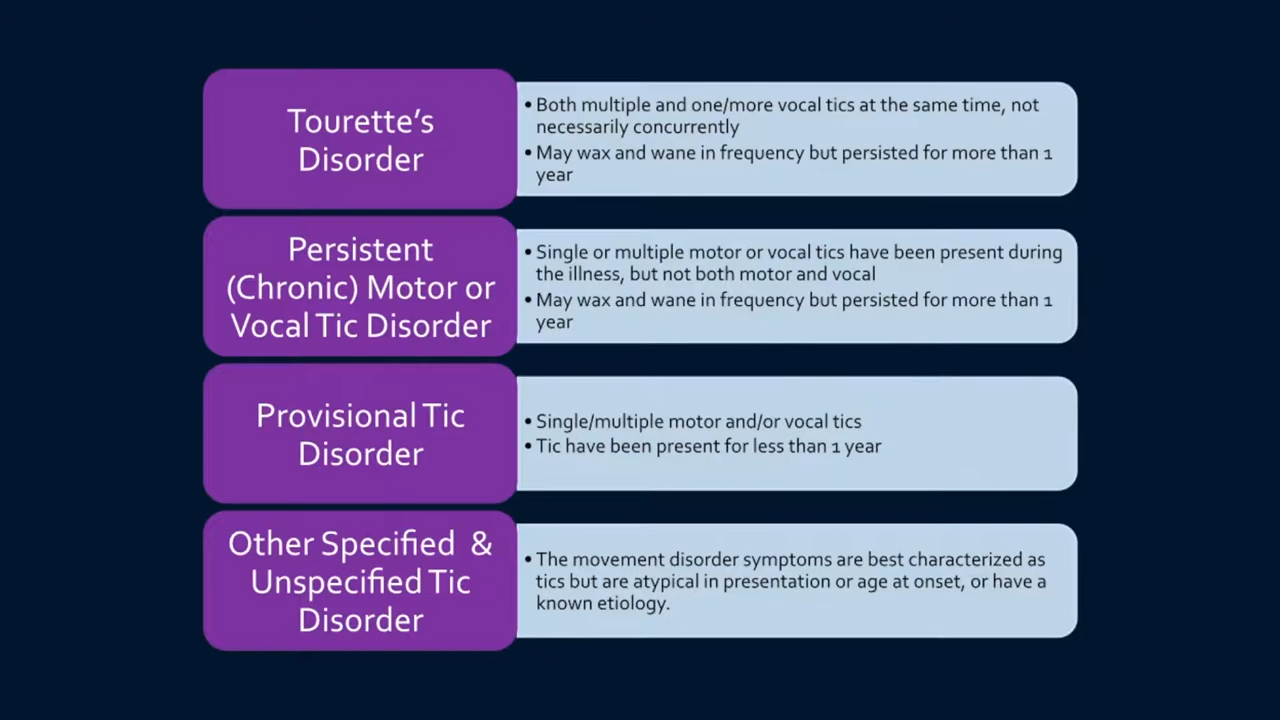 Tourette's
Disorder
• Both multiple and one/more vocal tics at the same time, not
necessarily concurrently
• May wax and wane in frequency but persisted for more than 1
year
Persistent
(Chronic) Motor or
Vocal Tic Disorder
• Single or multiple motor or vocal tics have been present during
the illness, but not both motor and vocal
• May wax and wane in frequency but persisted for more than 1
year
Provisional Tic
Disorder
• Single/multiple motor and/or vocal tics
• Tic have been present for less than 1 year
Other Specified & 
Unspecified Tic
Disorder
• The movement disorder symptoms are best characterized as
tics but are atypical in presentation or age at onset, or have a
known etiology.